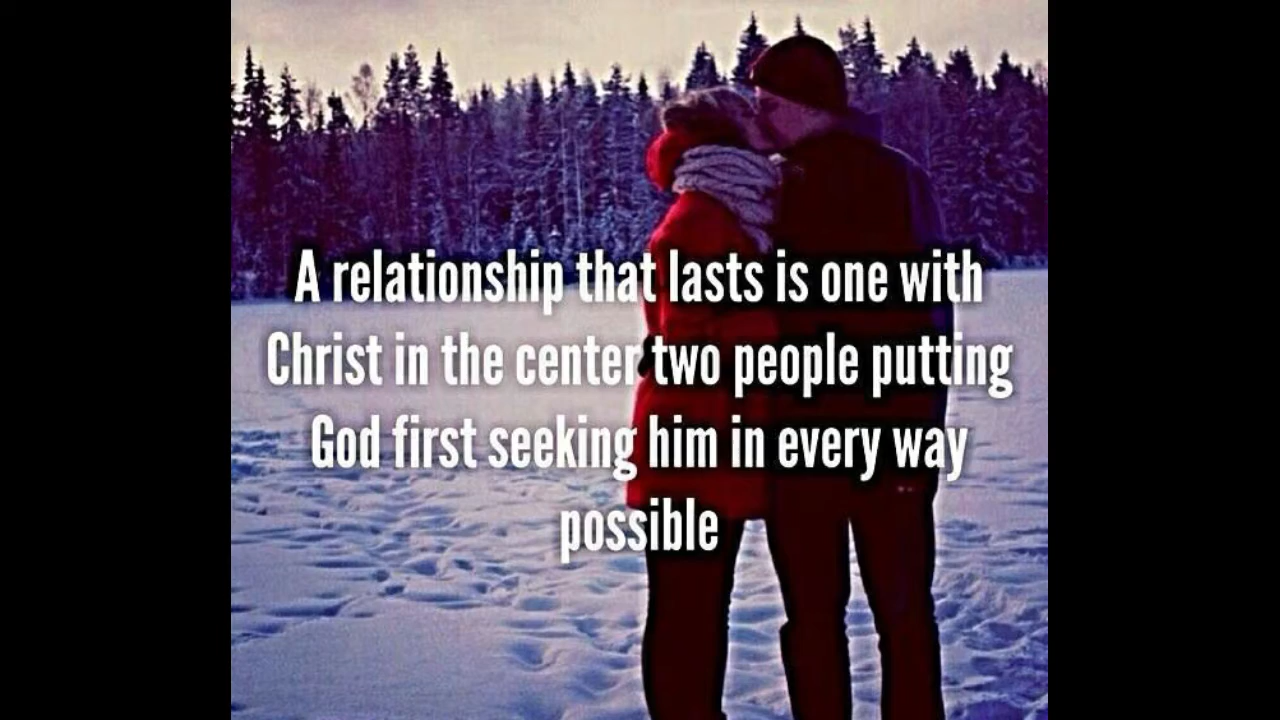 A relationship that lasts is one with
Christ in the center two people putting
God first seeking him in every way
possible